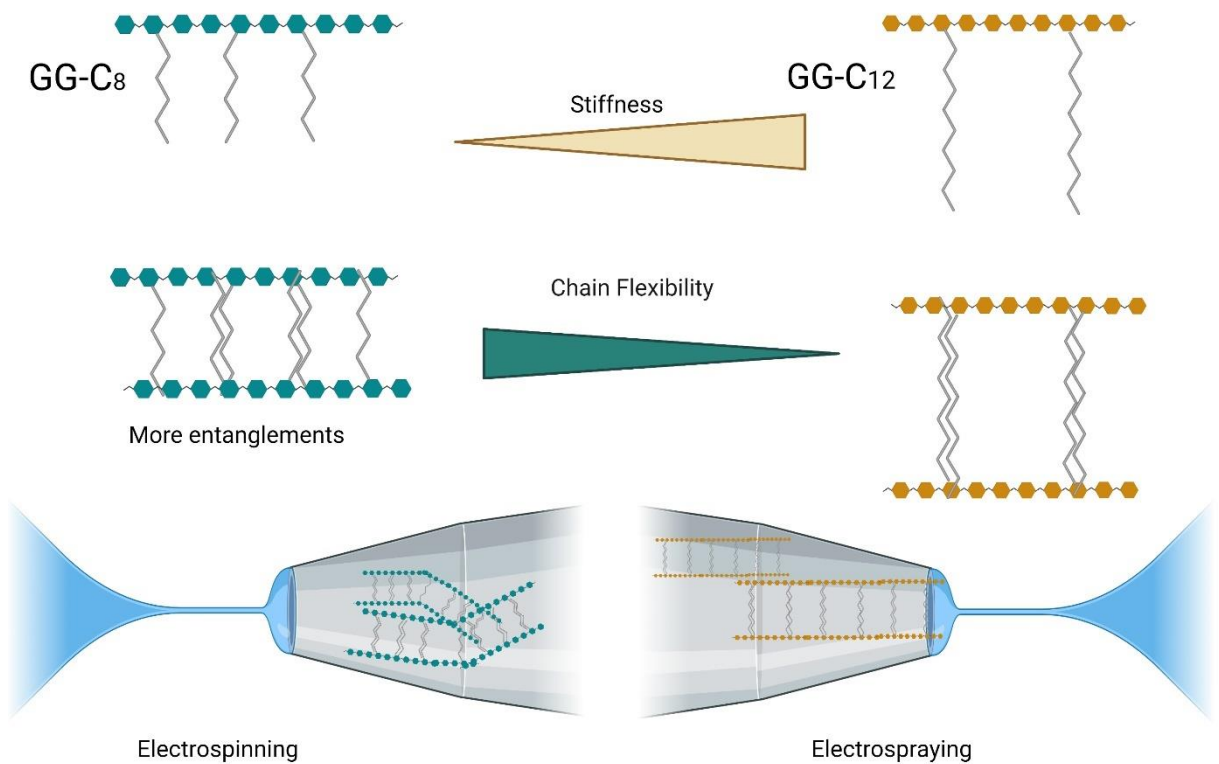 GG-C8
GG-C12
Stiffness
Chain Flexibility
More entanglements
Electrospinning
Electrospraying